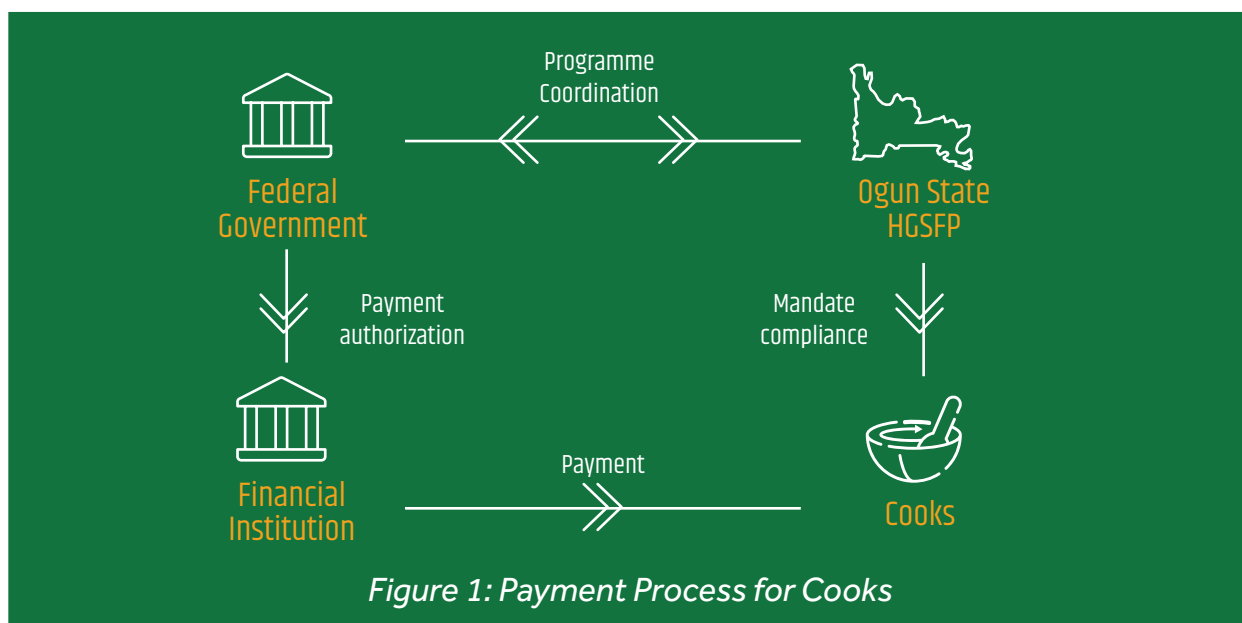 Programme
Coordination
Federal
Government
Ogun State
HGSFP
Payment
authorization
Mandate
compliance
Financial
Institution
Payment
Cooks
Figure 1: Payment Process for Cooks